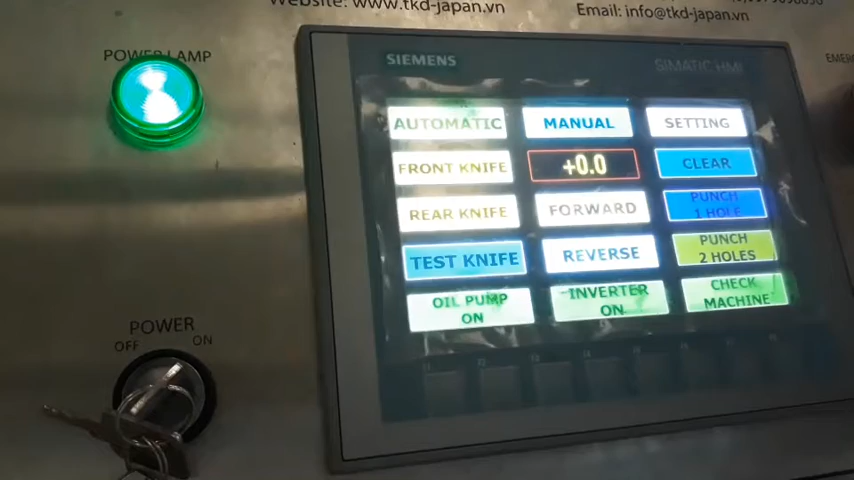 Website:www.tkd-japan.vn
Email:info@tkd-japan.vn
POWER LAMP
SIEMENS
SIMATIC HMI
AUTOMATIC
MANUAL
SETTING
FRONT KNIFE
+0.0
CLEAR
REAR KNIFE
FORWARD
PUNCH
1 HOLE
TEST KNIFE
REVERSE
PUNCH
2 HOLES
OIL PUMP
ON
INVERTER
ON
CHECK
MACHINE
POWER
OFF
ON